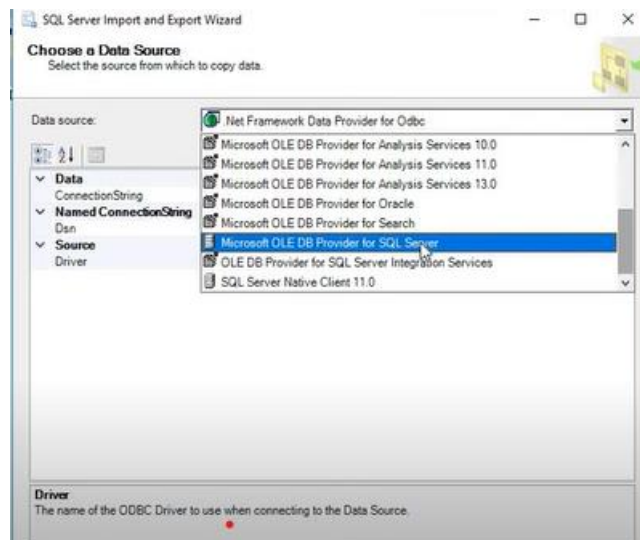 SQL Server Import and Export Wizard
Choose a Data Source
Select the source from which to copy data.
Data source:
.Net Framework Data Provider for Odbc
Microsoft OLE DB Provider for Analysis Services 10.0
Microsoft OLE DB Provider for Analysis Services 11.0
Microsoft OLE DB Provider for Analysis Services 13.0
Microsoft OLE DB Provider for Oracle
Microsoft OLE DB Provider for Search
Microsoft OLE DB Provider for SQL Server
OLE DB Provider for SQL Server Integration Services
SQL Server Native Client 11.0
Data
ConnectionString
Named ConnectionString
Dsn
Source
Driver
Driver
The name of the ODBC Driver to use when connecting to the Data Source.